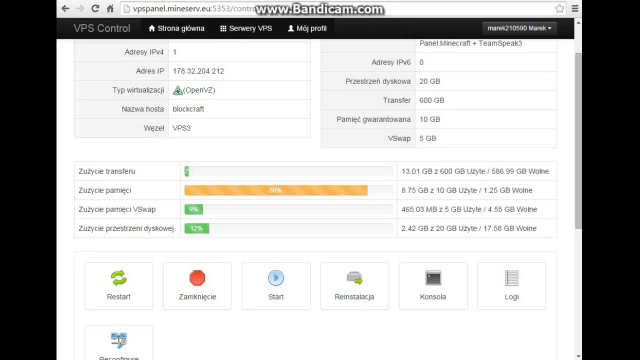 vpspanel.mineserv.eu:5353/contro
www.Bandicam.com
VPS Control
Strona główna
Serwery VPS
Mój profil
marek210590 Marek
Panel Minecraft + TeamSpeak3
Adresy IPv4 1
Adresy IPv6 0
Adres IP 178.32.204.212
Przestrzeń dyskowa 20 GB
Typ wirtualizacji (OpenVZ)
Transfer 600 GB
Nazwa hosta blockcraft
Pamięć gwarantowana 10 GB
Węzeł VPS3
VSwap 5 GB
Zużycie transferu 13.01 GB z 600 GB Użyte / 586.99 GB Wolne
Zużycie pamięci 8.75 z 10 GB Użyte / 1.25 GB Wolne
Zużycie pamięci VSwap 9% 465.03 MB z 5 GB Użyte / 4.55 GB Wolne
Zużycie przestrzeni dyskowej 12% 2.42 GB z 20 GB Użyte / 17.58 GB Wolne
Restart
Zamknięcie
Start
Reinstalacja
Konsola
Logi
Reconfigure